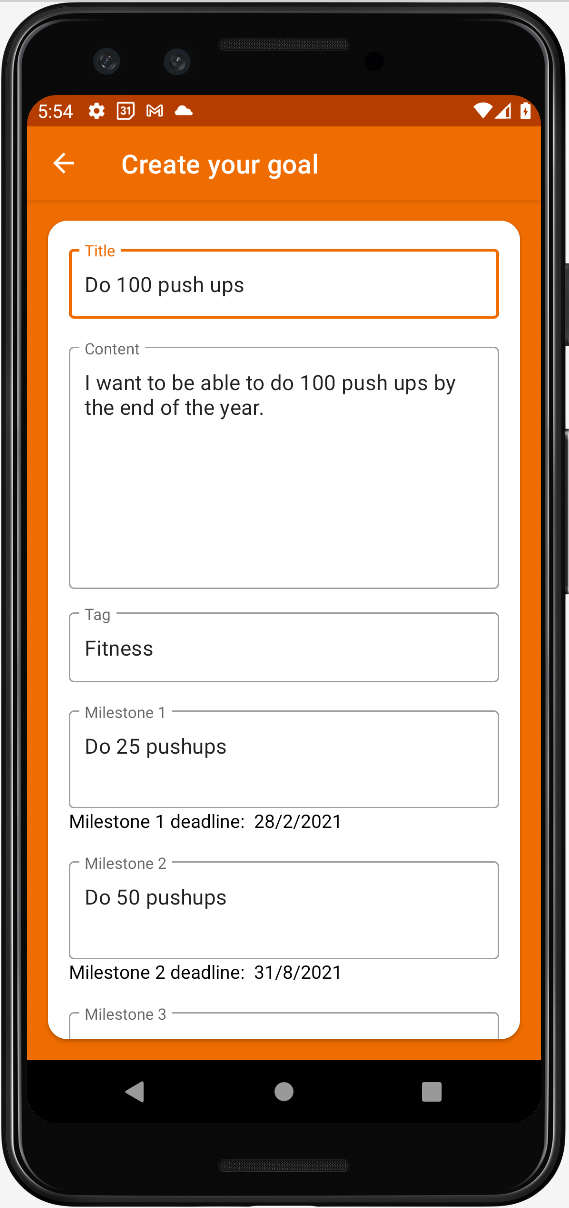 5:54 31
Create your goal
Title
Do 100 push ups
Content
I want to be able to do 100 push ups by
the end of the year.
Tag
Fitness
Milestone 1
Do 25 pushups
Milestone 1 deadline: 28/2/2021
Milestone 2
Do 50 pushups
Milestone 2 deadline: 31/8/2021
Milestone 3